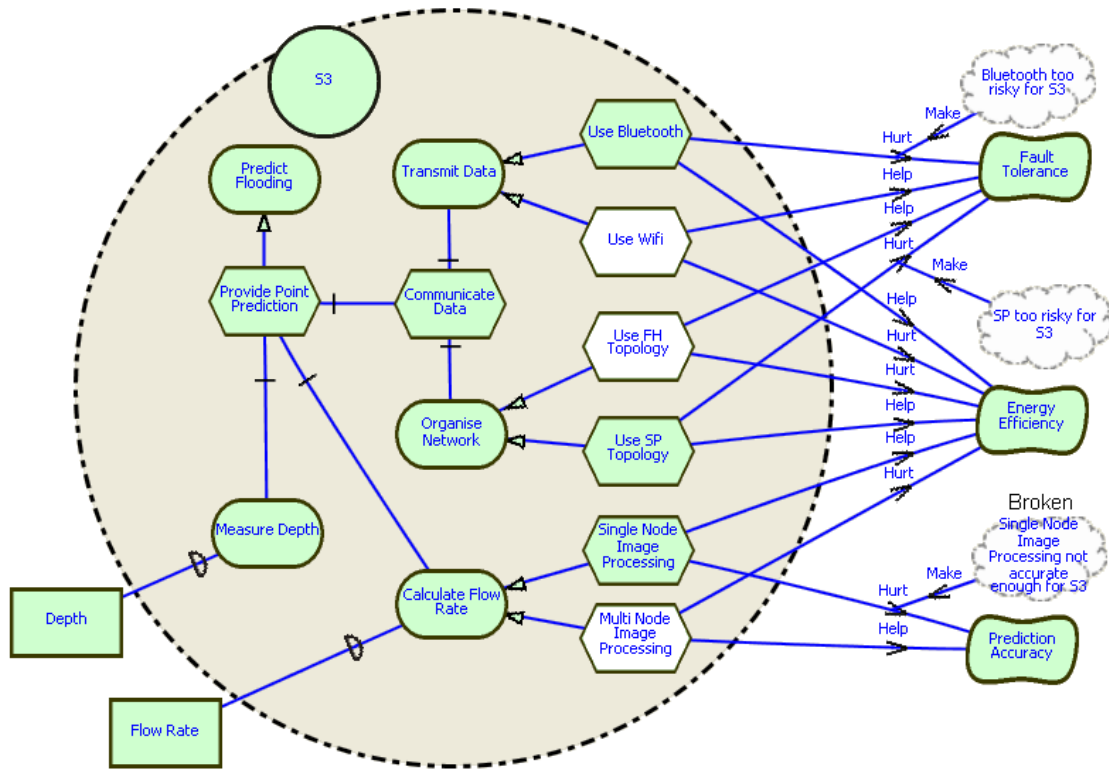 S3
Bluetooth too
risky for S3
Make
Use Bluetooth
Hurt
Fault
Tolerance
Predict
Flooding
Transmit Data
Help
Help
Use Wifi
Hurt
Make
Provide Point
Prediction
Communicate
Data
Help
SP too risky for
S3
Use FH
Topology
Hurt
Hurt
Organise
Network
Use SP
Topology
Help
Energy
Efficiency
Help
Hurt
Broken
Measure Depth
Single Node
Image
Processing
Single Node
Image
Processing not
accurate
enough for S3
Make
Hurt
Calculate Flow
Rate
Depth
Multi Node
Image
Processing
Help
Prediction
Accuracy
Flow Rate